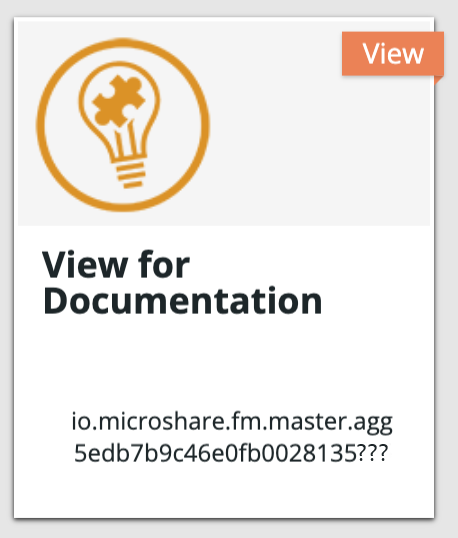 View
View for
Documentation
io.microshare.fm.master.agg
5edb7b9c46e0fb0028135???